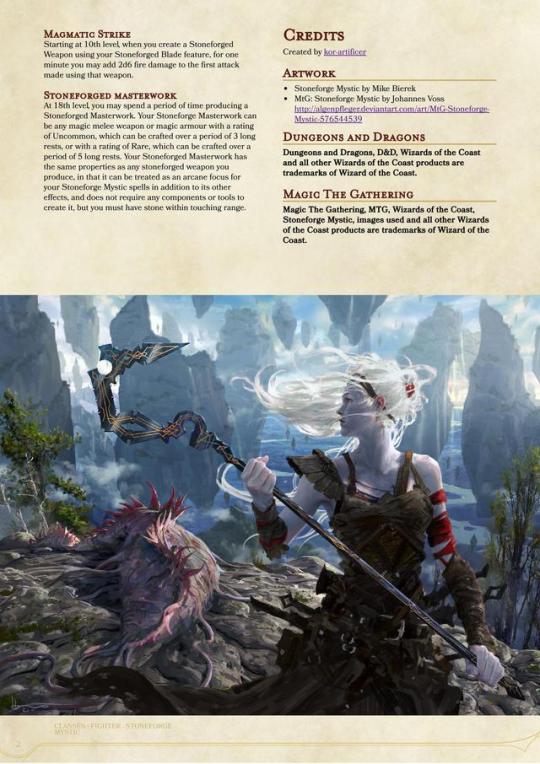 Magmatic Strike
Starting at 10th level, when you create a Stoneforged
Weapon using your Stoneforged Blade feature, for one
minute you may add 2d6 fire damage to the first attack
made using that weapon.
Stoneforged masterwork
At 18th level, you may spend a period of time producing a
Stoneforged Masterwork. Your Stoneforge Masterwork can
be any magic melee weapon or magic armour with a rating
of Uncommon, which can be crafted over a period of 3 long
rests, or with a rating of Rare, which can be crafted over a
period of 5 long rests. Your Stoneforged Masterwork has
the same properties as any stoneforged weapon you
produce, in that it can be treated as an arcane focus for
your Stoneforge Mystic spells in addition to its other
effects, and does not require any components or tools to
create it, but you must have stone within touching range.
Credits
Created by kor-artificer
Artwork
• Stoneforge Mystic by Mike Bierek
• MtG: Stoneforge Mystic by Johannes Voss
http://algenpfleger.deviantart.com/art/MtG-Stoneforge-
Mystic-576544539
Dungeons and Dragons
Dungeons and Dragons, D&D, Wizards of the Coast
and all other Wizards of the Coast products are
trademarks of Wizard of the Coast.
Magic The Gathering
Magic The Gathering, MTG, Wizards of the Coast,
Stoneforge Mystic, images used and all other Wizards
of the Coast products are trademarks of Wizard of the
Coast.
CLASSES - FIGHTER : STONEFORGE
MYSTIC
2